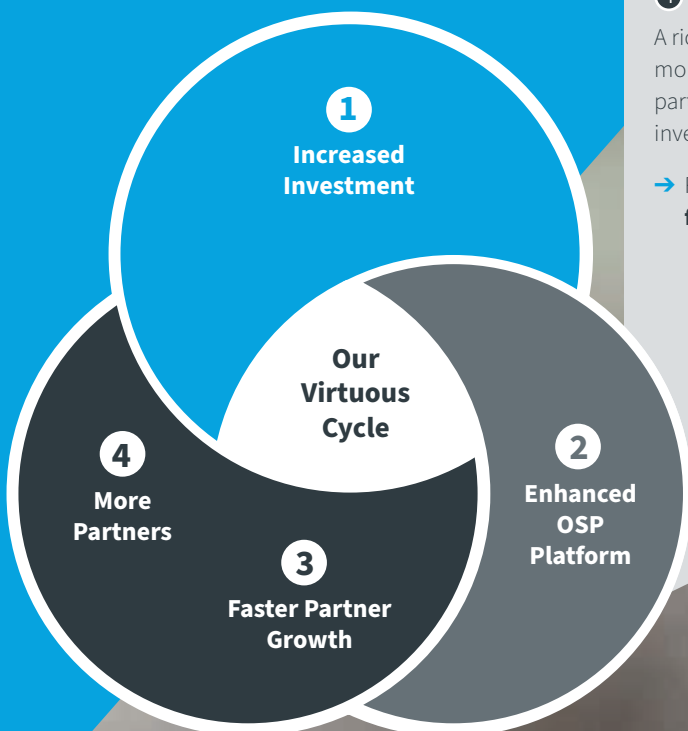 1
Increased
Investment
Our
Virtuous
Cycle
2
Enhanced
OSP
Platform
4
More
Partners
3
Faster Partner
Growth
A